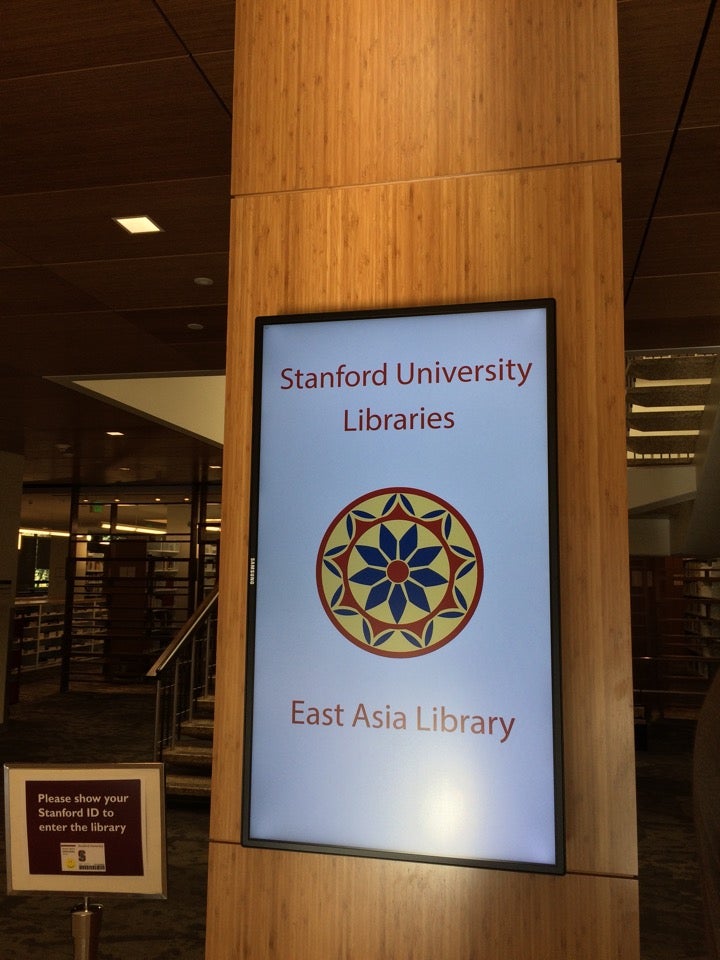 Stanford University
Libraries
SAMSUNG
East Asia Library
Please show your
Stanford ID to
enter the library
S